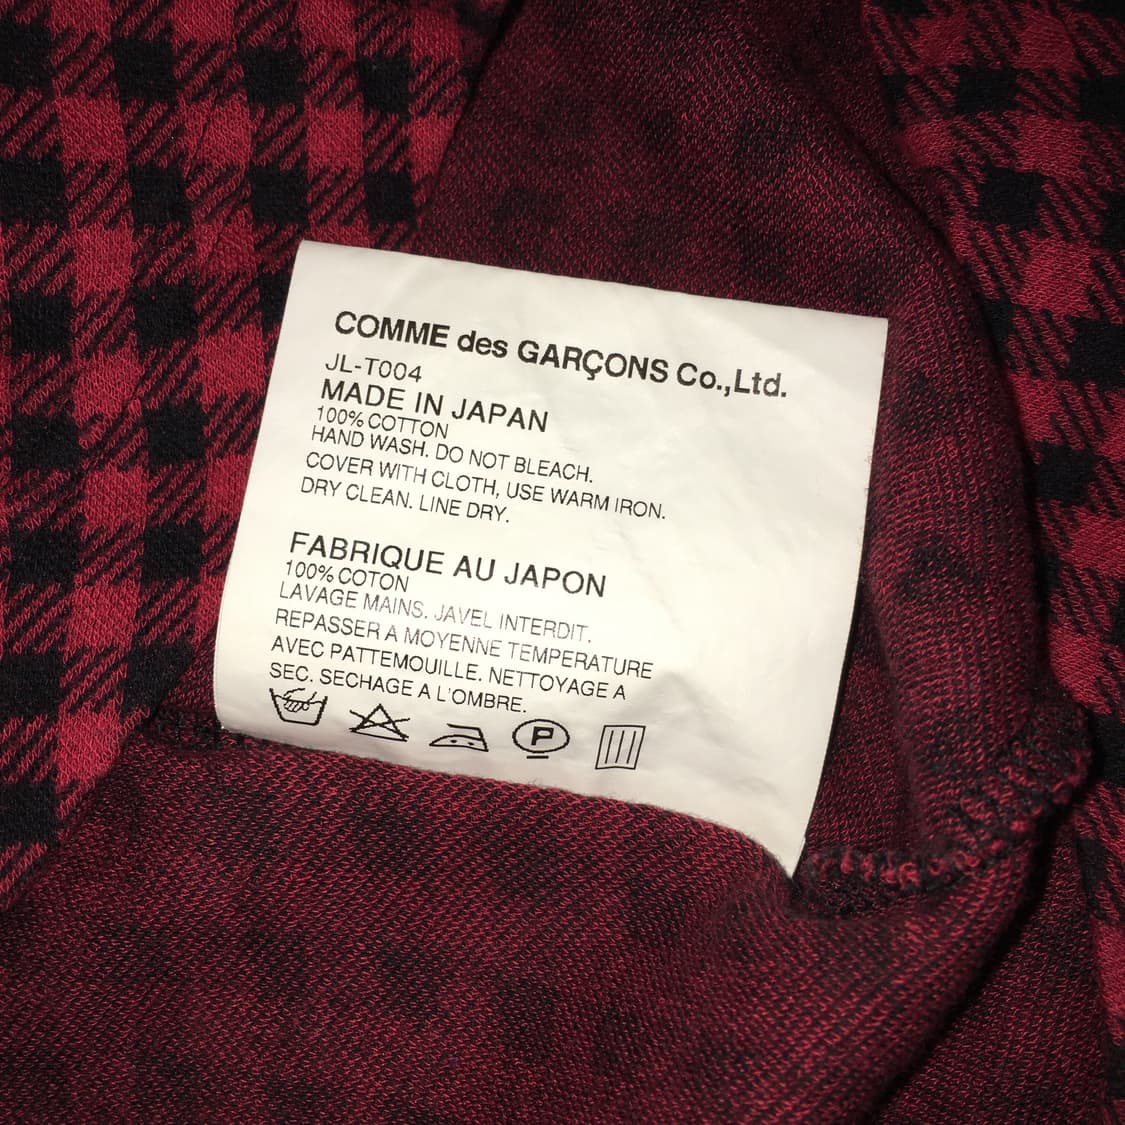 COMME des GARÇONS Co.,Ltd.
JL-T004
MADE IN JAPAN
100% COTTON
HAND WASH. DO NOT BLEACH.
COVER WITH CLOTH, USE WARM IRON.
DRY CLEAN. LINE DRY.
FABRIQUE AU JAPON
100% COTON
LAVAGE MAINS. JAVEL INTERDIT.
REPASSER A MOYENNE TEMPERATURE
AVEC PATTEMOUILLE. NETTOYAGE A
SEC. SECHAGE A L'OMBRE.
P